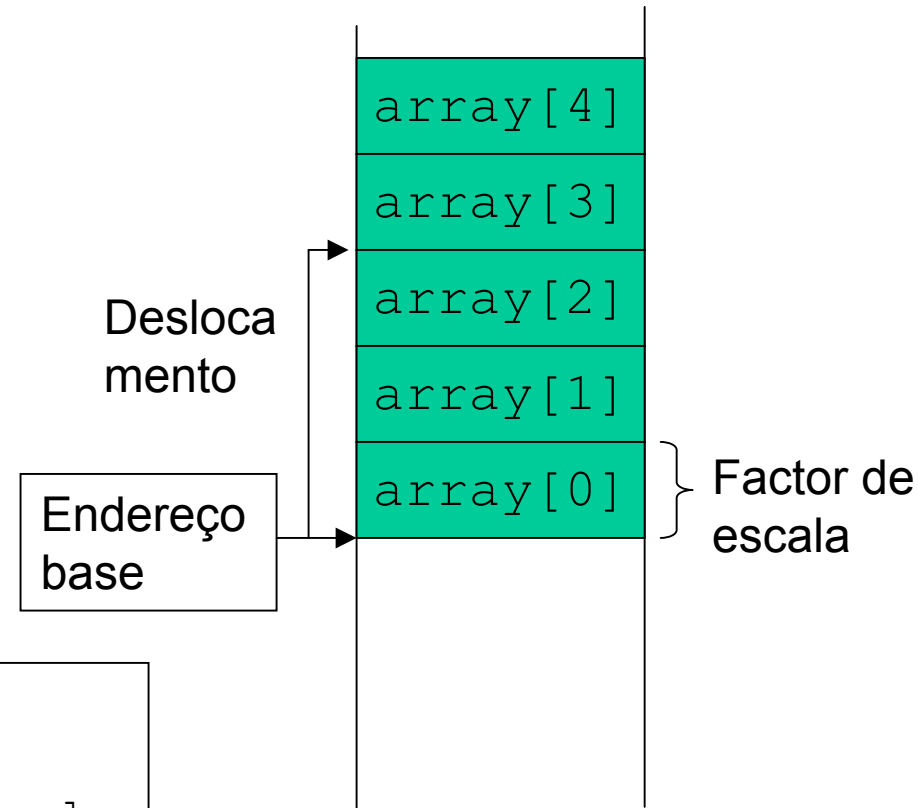 array[4]
array[3]
array[2]
array[1]
array[0]
Desloca
mento
Endereço
base
Factor de
escala